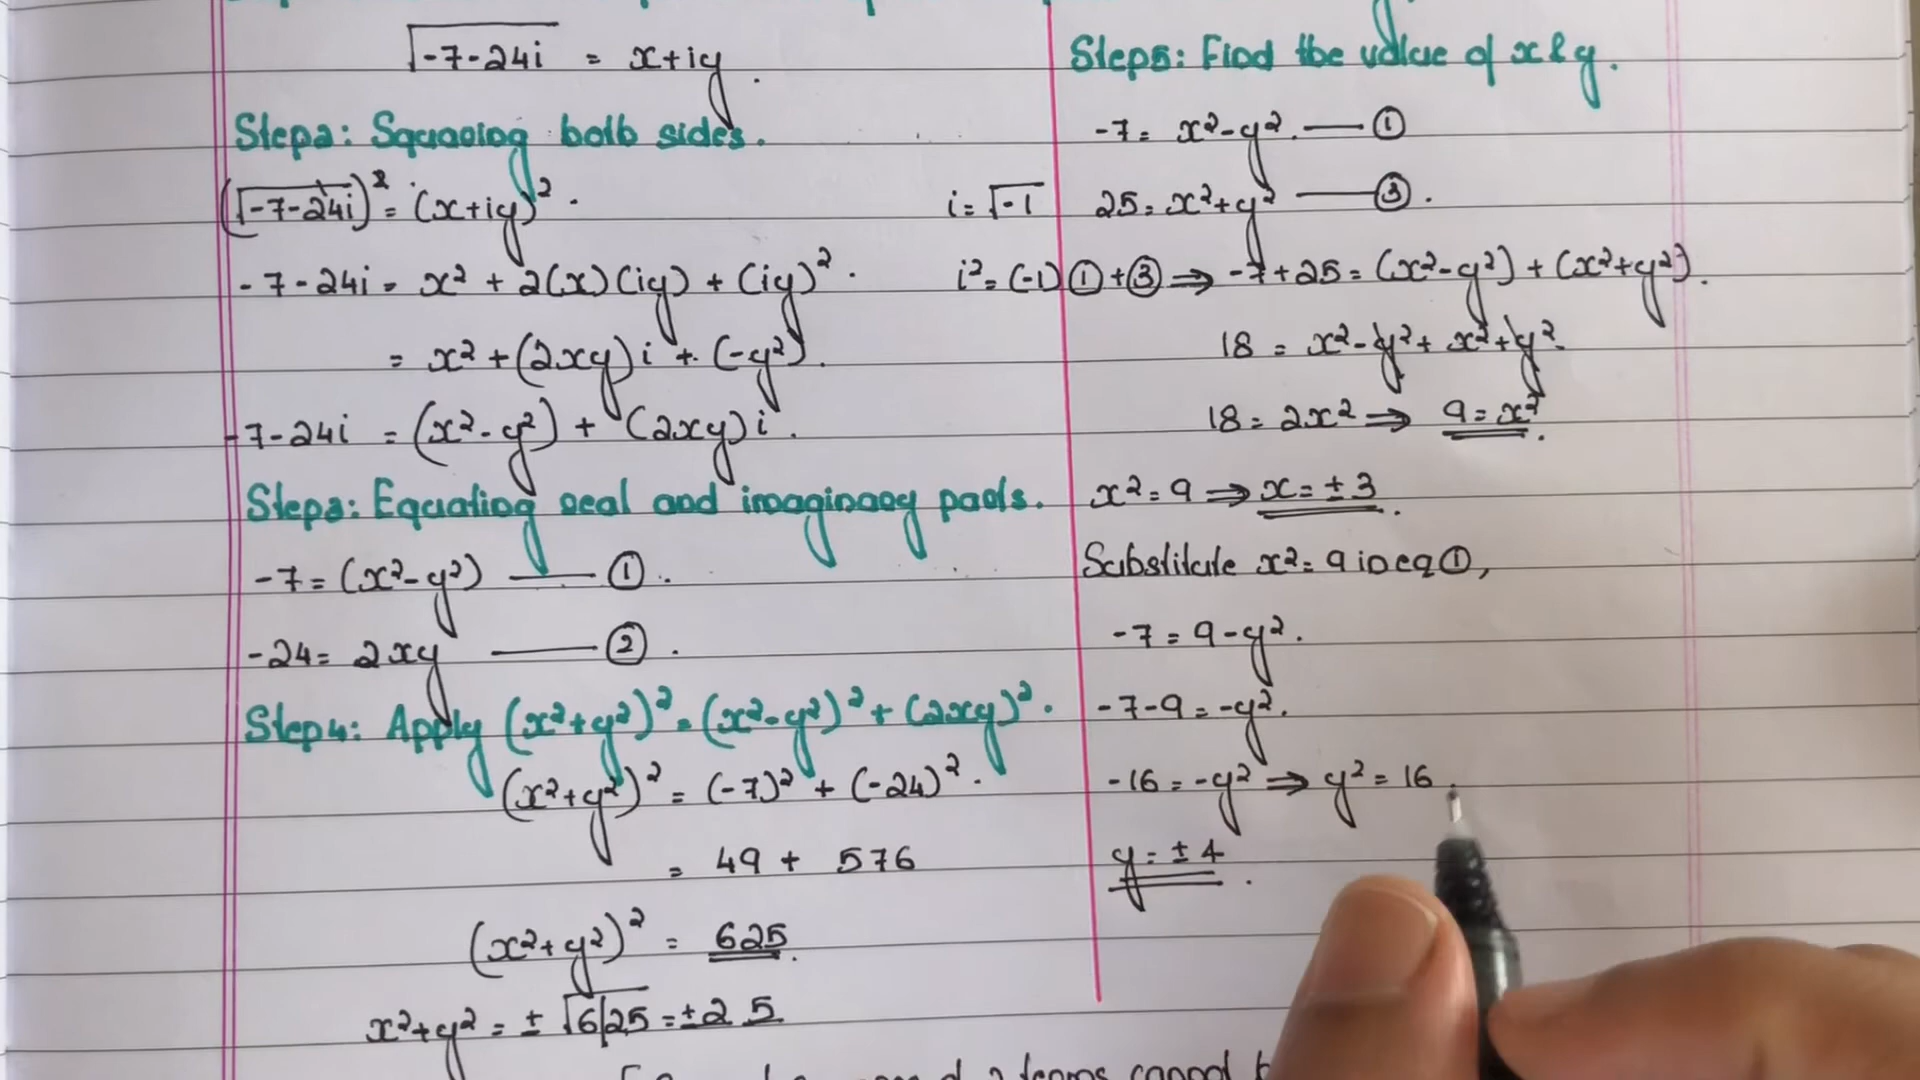 √-7-24i = x+iy.
Step2: Squaring both sides.
(√-7-24i)² = (x+iy)².
i = √-1
-7-24i = x² + 2(x)(iy) + (iy)².
i² = (-1)
= x² + (2xy)i + (-y²).
-7-24i = (x²-y²) + (2xy)i.
Step3: Equating real and imaginary parts.
-7 = (x²-y²) —— ①.
-24 = 2xy —— ②.
Step4: Apply (x²+y²)² = (x²-y²)² + (2xy)².
(x²+y²)² = (-7)² + (-24)².
= 49 + 576
(x²+y²)² = 625.
x²+y² = ± √625 = ±25
terms cannot
Step5: Find the value of x & y.
-7 = x²-y². —— ①
25 = x²+y² —— ③.
①+③ ⇒ -7+25 = (x²-y²) + (x²+y²).
18 = x²-y²+x²+y².
18 = 2x² ⇒ 9 = x².
x² = 9 ⇒ x = ±3.
Substitute x² = 9 in eq ①,
-7 = 9-y².
-7-9 = -y².
-16 = -y² ⇒ y² = 16.
y = ±4.